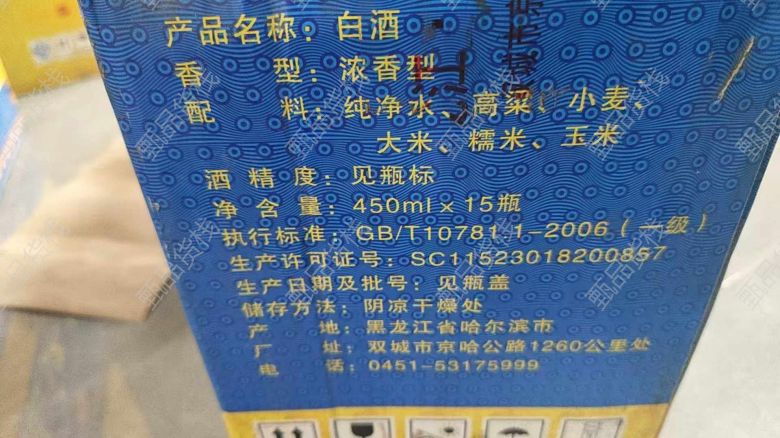 产品名称：白酒
香 型：浓香型
配 料：纯净水、高粱、小麦、
大米、糯米、玉米
酒 精 度：见瓶标
净 含 量：450ml×15瓶
执行标准：GB/T10781.1-2006（一级）
生产许可证号：SC11523018200857
生产日期及批号：见瓶盖
储存方法：阴凉干燥处
产 地：黑龙江省哈尔滨市
厂 址：双城市京哈公路1260公里处
电 话：0451-53175999